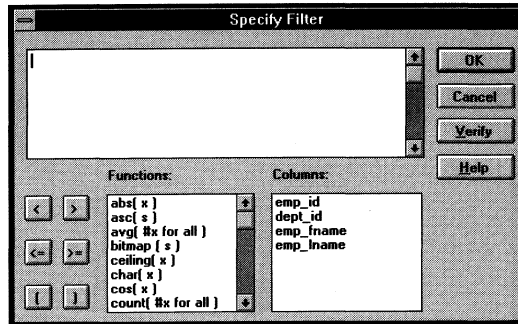 Specify Filter
OK
Cancel
Verify
Help
Functions:
Columns:
<
>
<=
>=
(
)
abs( x )
asc( s )
avg( #x for all )
bitmap ( s )
ceiling( x )
char( x )
cos( x )
count( #x for all )
emp_id
dept_id
emp_fname
emp_lname